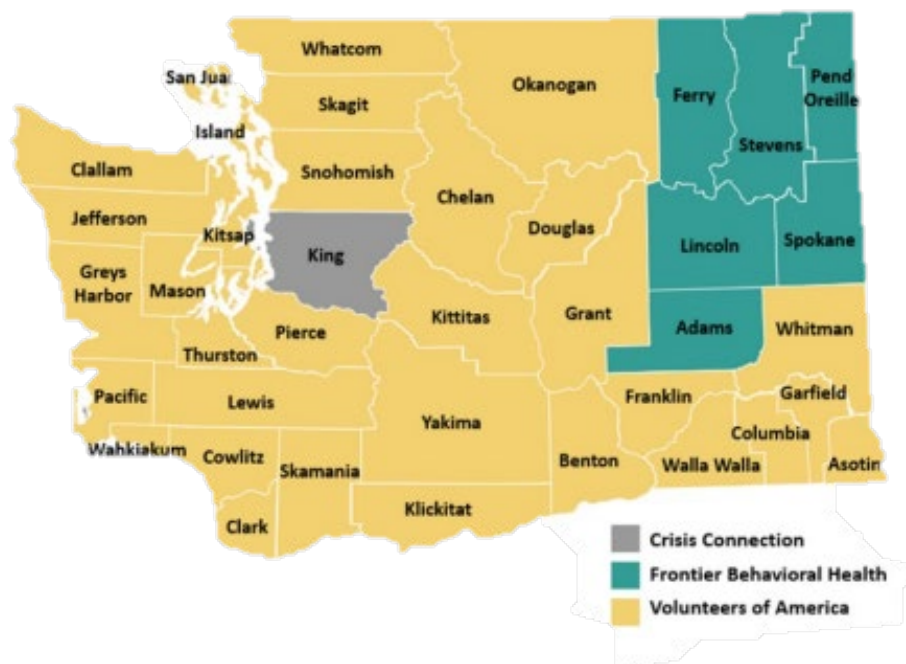 Whatcom
Okanogan
Ferry
Stevens
Pend
Oreille
San Jua
Skagit
Island
Snohomish
Clallam
Chelan
Jefferson
Douglas
Kitsap
King
Lincoln
Spokane
Greys
Harbor
Mason
Kittitas
Grant
Adams
Whitman
Pierce
Thurston
Pacific
Lewis
Franklin
Garfield
Yakima
Columbia
Wahkiakum
Cowlitz
Skamania
Benton
Walla Walla
Asotin
Klickitat
Clark
Crisis Connection
Frontier Behavioral Health
Volunteers of America